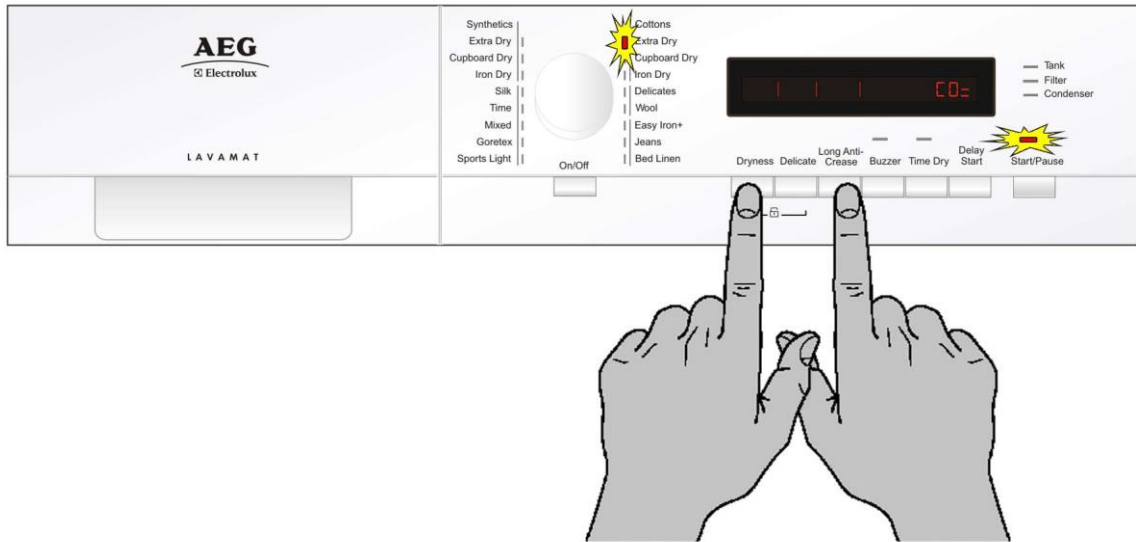 AEG
Electrolux
LAVAMAT
Synthetics
Extra Dry
Cupboard Dry
Iron Dry
Silk
Time
Mixed
Goretex
Sports Light
Cottons
Extra Dry
Cupboard Dry
Iron Dry
Delicates
Wool
Easy Iron+
Jeans
Bed Linen
On/Off
Tank
Filter
Condenser
Dryness
Delicate
Long Anti-
Crease
Buzzer
Time Dry
Delay
Start
Start/Pause